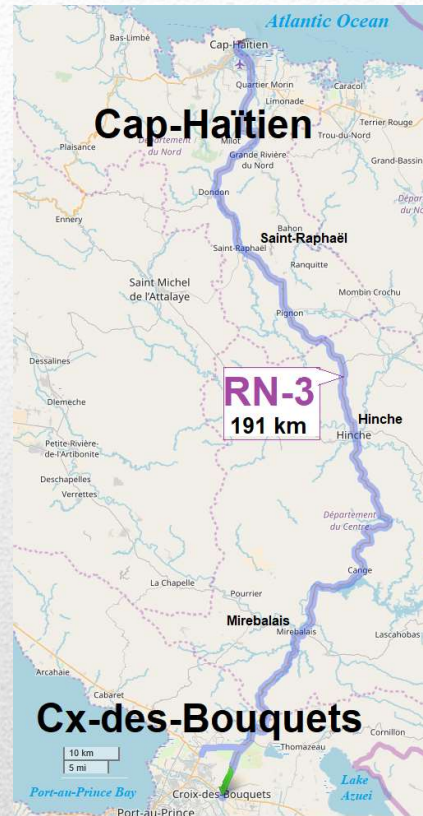 Atlantic Ocean
Bas-Limbé
Cap-Haïtien
Quartier Morin
Caracol
Limonade
Cap-Haïtien
Terrier Rouge
Trou-du-Nord
Milot
Département
du Nord
Plaisance
Grande Rivière
du Nord
Grand-Bassin
Dondon
Ennery
Saint-Raphaël
Bahon
Saint-Raphaël
Ranquitte
Saint Michel
de l'Attalaye
Mombin Crochu
Pignon
Dessalines
RN-3
191 km
Dlemeche
Hinche
Hinche
Petite-Rivière-
de-l'Artibonite
Deschapelles
Verrettes
Département
du Centre
Cange
La Chapelle
Pourrier
Mirebalais
Mirebalais
Lascahobas
Arcahaie
Cabaret
Cx-des-Bouquets
Cornillon
Thomazeau
10 km
5 mi
Port-au-Prince Bay
Croix-des-Bouquets
Lake
Azuei
Port-au-Prince